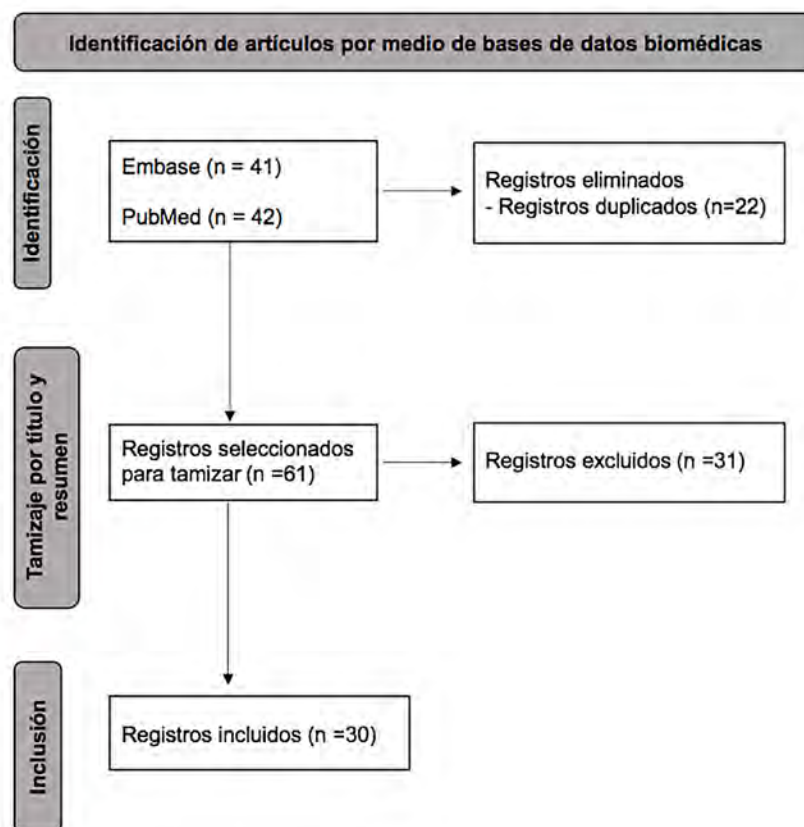 Identificación de artículos por medio de bases de datos biomédicas
Identificación
Embase (n = 41)
PubMed (n = 42)
Registros eliminados
- Registros duplicados (n=22)
Tamizaje por título y
resumen
Registros seleccionados
para tamizar (n =61)
Registros excluidos (n =31)
Inclusión
Registros incluidos (n =30)